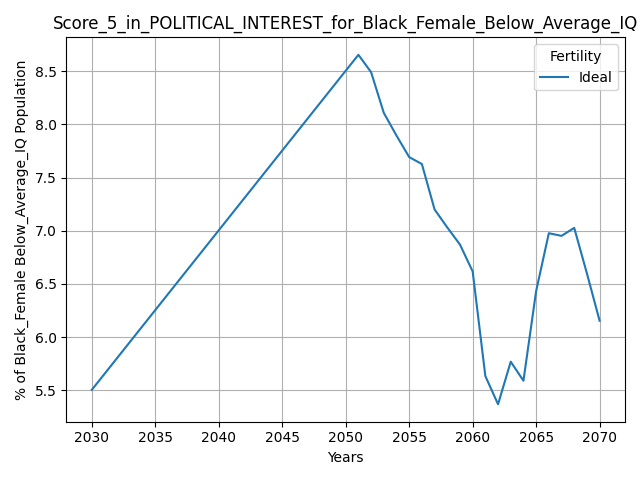 Score_5_in_POLITICAL_INTEREST_for_Black_Female_Below_Average_IQ
% of Black_Female Below_Average_IQ Population
8.5
8.0
7.5
7.0
6.5
6.0
5.5
Fertility
Ideal
2030 2035 2040 2045 2050 2055 2060 2065 2070
Years